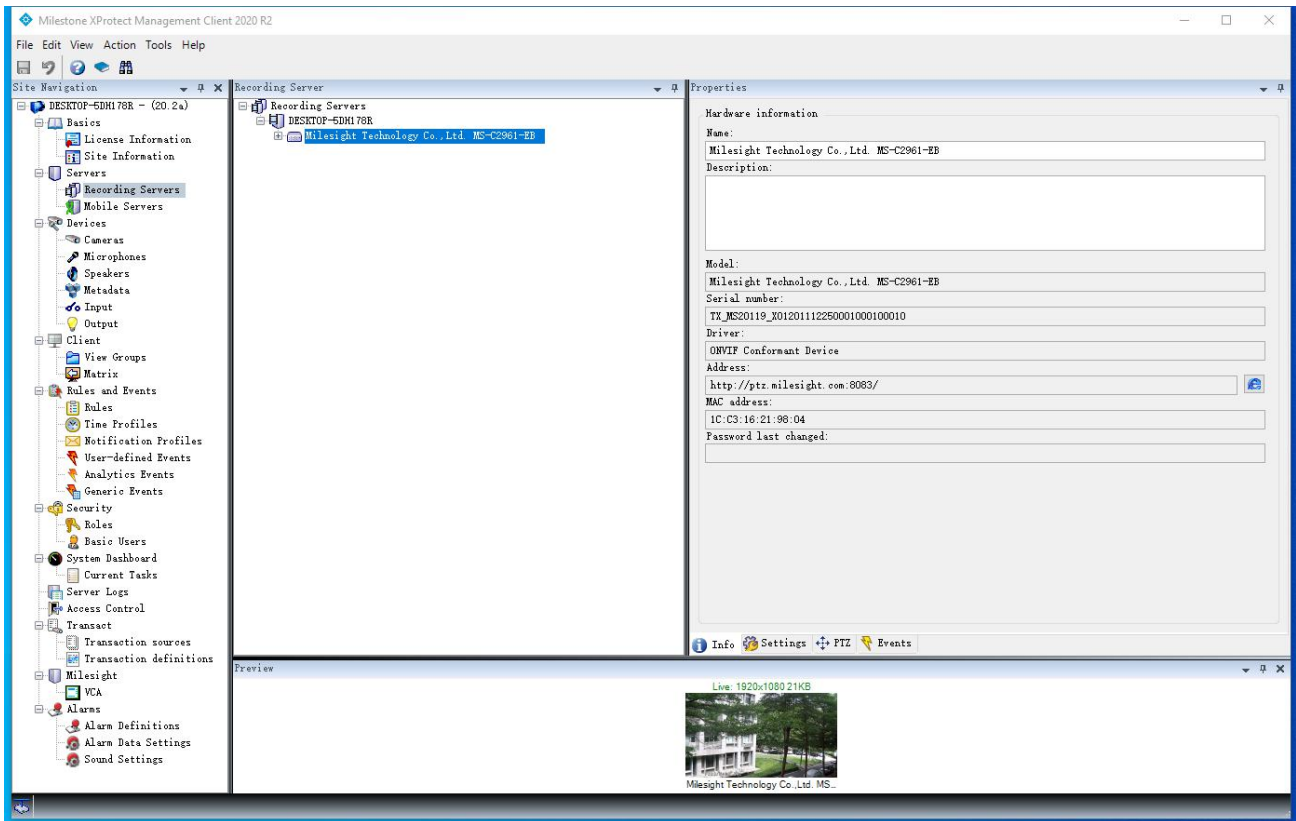 Milestone XProtect Management Client 2020 R2
File Edit View Action Tools Help
Site Navigation
DESKTOP-5DH178R - (20.2a)
Basics
License Information
Site Information
Servers
Recording Servers
Mobile Servers
Devices
Cameras
Microphones
Speakers
Metadata
Input
Output
Client
View Groups
Matrix
Rules and Events
Rules
Time Profiles
Notification Profiles
User-defined Events
Analytics Events
Generic Events
Security
Roles
Basic Users
System Dashboard
Current Tasks
Server Logs
Access Control
Transact
Transaction sources
Transaction definitions
Milesight
VCA
Alarms
Alarm Definitions
Alarm Data Settings
Sound Settings
Recording Server
Recording Servers
DESKTOP-5DH178R
Milesight Technology Co.,Ltd. MS-C2961-EB
Properties
Hardware information
Name:
Milesight Technology Co.,Ltd. MS-C2961-EB
Description:
Model:
Milesight Technology Co.,Ltd. MS-C2961-EB
Serial number:
TX_MS20119_X01201112250001000100010
Driver:
ONVIF Conformant Device
Address:
http://ptz.milesight.com:8083/
MAC address:
1C:C3:16:21:98:04
Password last changed:
Info Settings PTZ Events
Preview
Live: 1920x1080 21KB
Milesight Technology Co.,Ltd. MS...